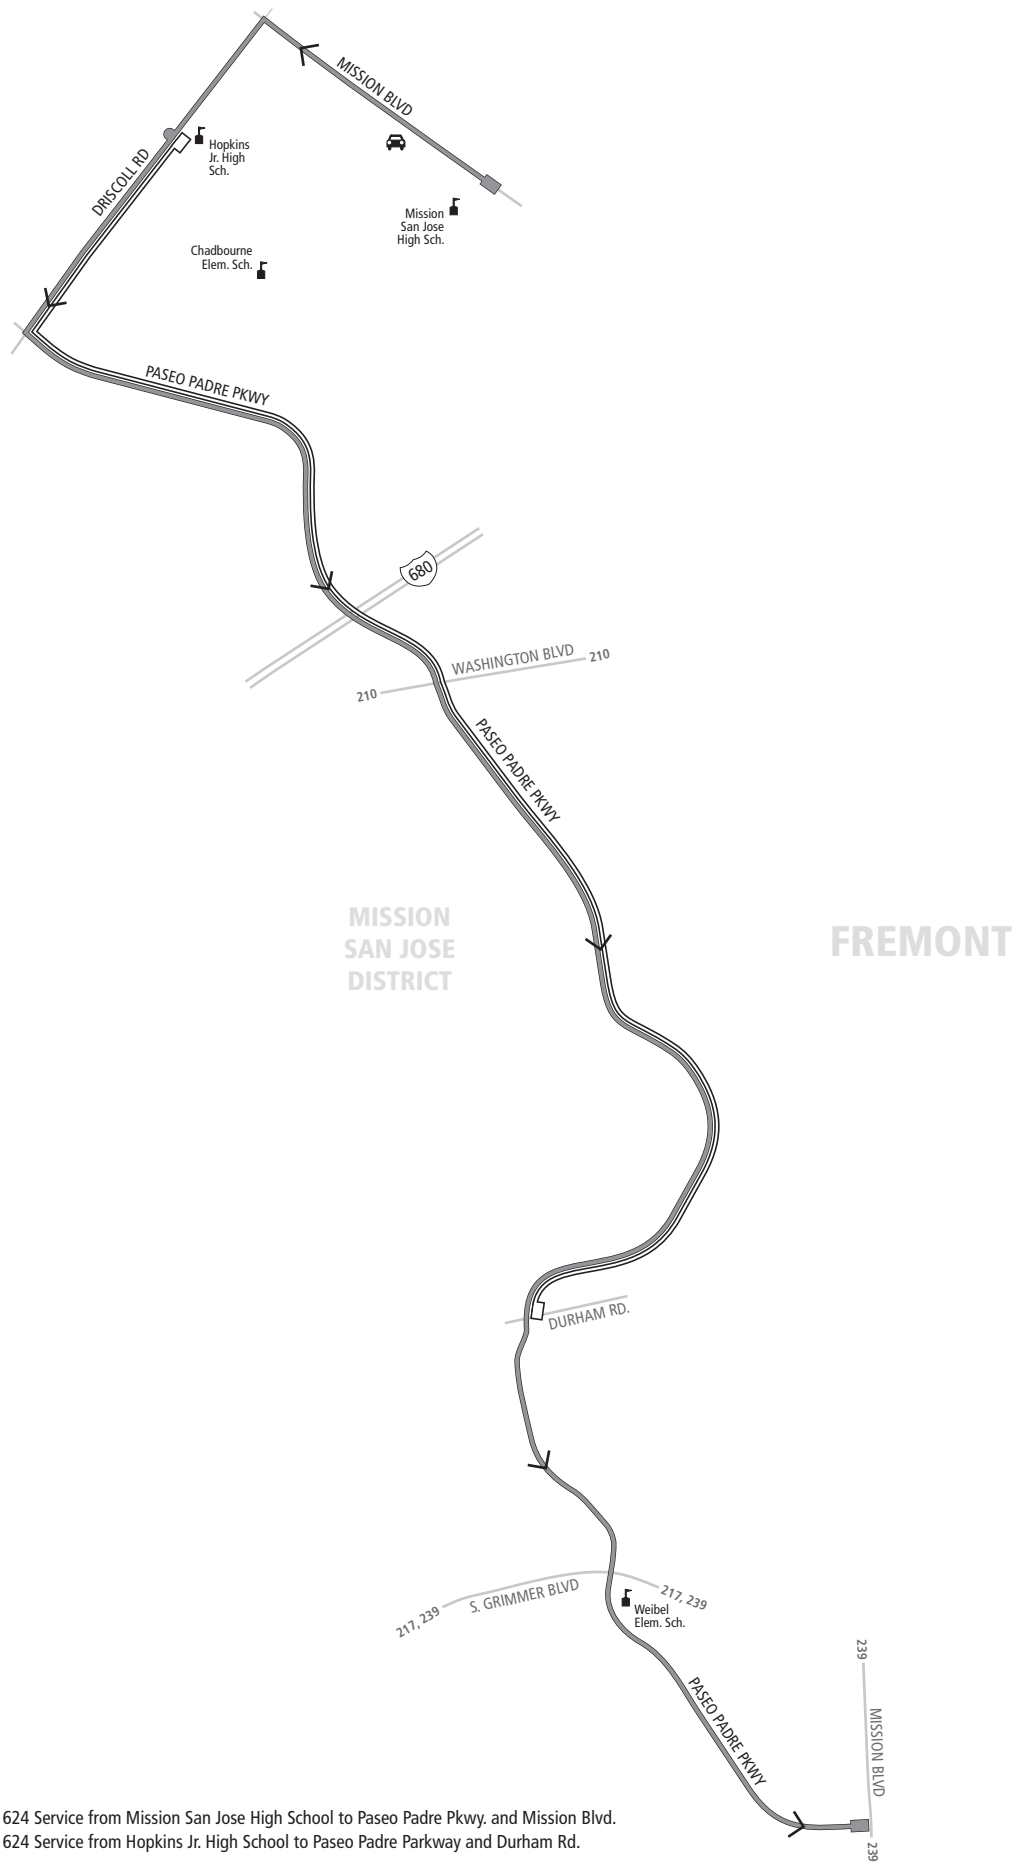 MISSION BLVD
Hopkins
Jr. High
Sch.
DRISCOLL RD
Mission
San Jose
High Sch.
Chadbourne
Elem. Sch.
PASEO PADRE PKWY
680
WASHINGTON BLVD
210
210
PASEO PADRE PKWY
MISSION
SAN JOSE
DISTRICT
FREMONT
DURHAM RD.
S. GRIMMER BLVD
217, 239
217, 239
Weibel
Elem. Sch.
239
PASEO PADRE PKWY
MISSION BLVD
239
624 Service from Mission San Jose High School to Paseo Padre Pkwy. and Mission Blvd.
624 Service from Hopkins Jr. High School to Paseo Padre Parkway and Durham Rd.